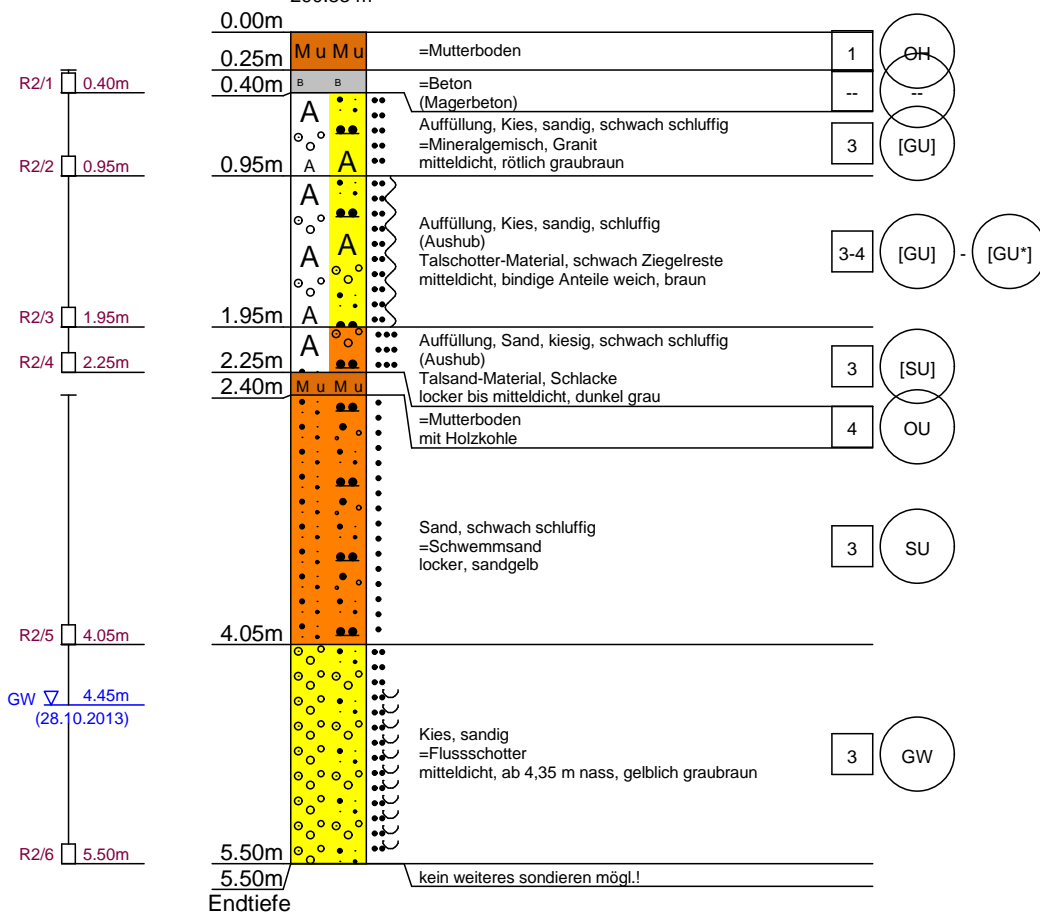 0.00m
M u M u
=Mutterboden
1
OH
0.25m
R2/1 0.40m
0.40m
B B
=Beton
(Magerbeton)
--
--
A
Auffüllung, Kies, sandig, schwach schluffig
=Mineralgemisch, Granit
mitteldicht, rötlich graubraun
3
[GU]
R2/2 0.95m
0.95m
A A
A
Auffüllung, Kies, sandig, schluffig
(Aushub)
Talschotter-Material, schwach Ziegelreste
mitteldicht, bindige Anteile weich, braun
3-4
[GU] - [GU*]
A
A
R2/3 1.95m
1.95m
A
A
Auffüllung, Sand, kiesig, schwach schluffig
(Aushub)
Talsand-Material, Schlacke
locker bis mitteldicht, dunkel grau
3
[SU]
R2/4 2.25m
2.25m
2.40m
M u M u
=Mutterboden
mit Holzkohle
4
OU
Sand, schwach schluffig
=Schwemmsand
locker, sandgelb
3
SU
R2/5 4.05m
4.05m
GW 4.45m
(28.10.2013)
Kies, sandig
=Flussschotter
mitteldicht, ab 4,35 m nass, gelblich graubraun
3
GW
R2/6 5.50m
5.50m
5.50m
kein weiteres sondieren mögl.!
Endtiefe